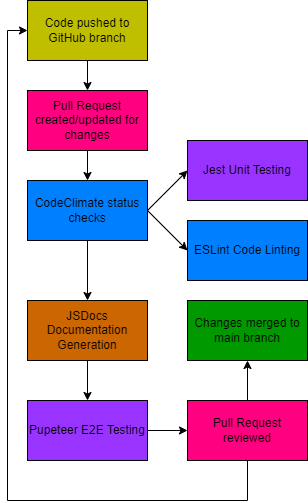 Code pushed to
GitHub branch
Pull Request
created/updated for
changes
CodeClimate status
checks
Jest Unit Testing
ESLint Code Linting
JSDocs
Documentation
Generation
Changes merged to
main branch
Pupeteer E2E Testing
Pull Request
reviewed